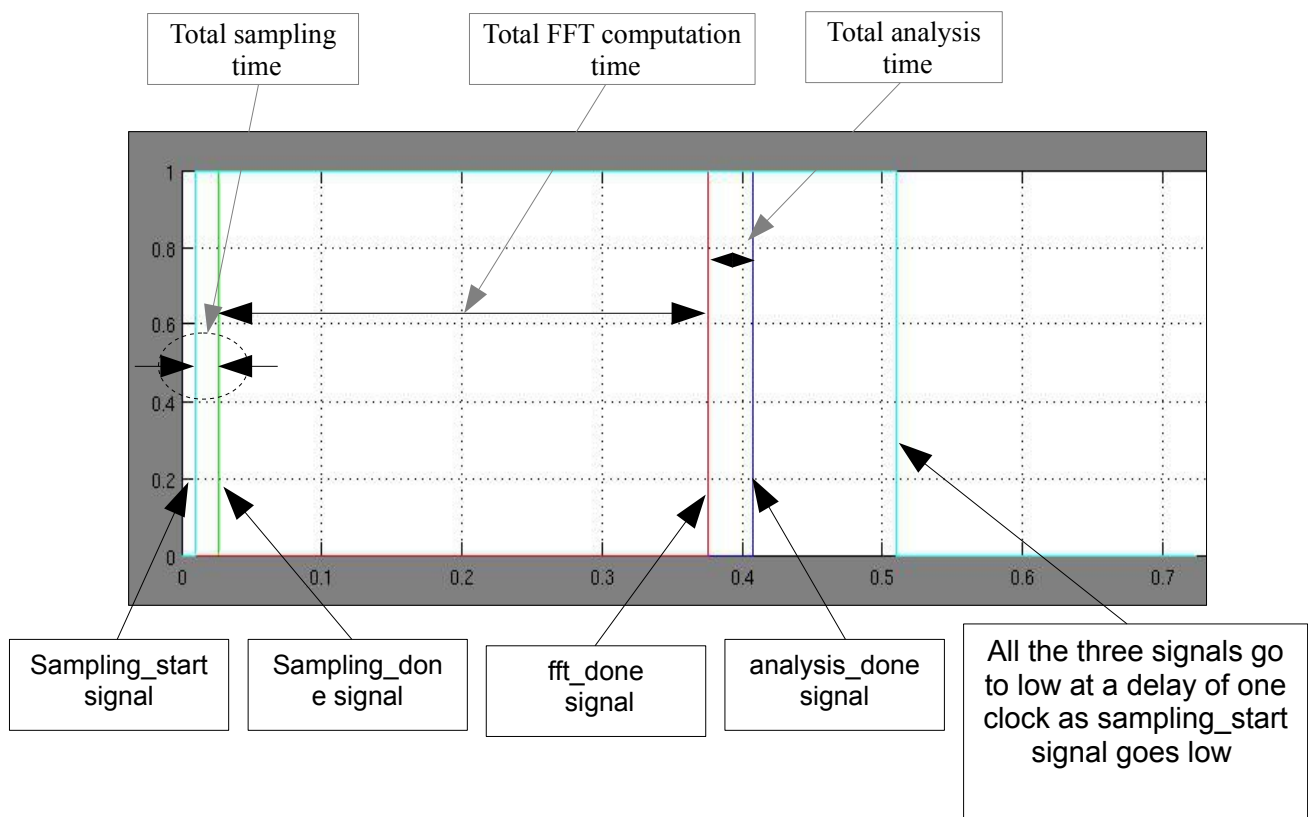 Total sampling
time
Total FFT computation
time
Total analysis
time
1
0.8
0.6
0.4
0.2
0
0
0.1
0.2
0.3
0.4
0.5
0.6
0.7
Sampling_start
signal
Sampling_don
e signal
fft_done
signal
analysis_done
signal
All the three signals go
to low at a delay of one
clock as sampling_start
signal goes low